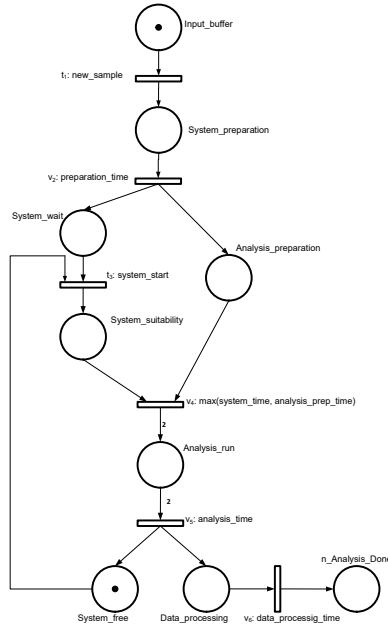 Input_buffer
t₁: new_sample
System_preparation
v₂: preparation_time
System_wait
Analysis_preparation
t₃: system_start
System_suitability
v₄: max(system_time, analysis_prep_time)
2
Analysis_run
2
v₅: analysis_time
n_Analysis_Done
System_free
Data_processing
v₆: data_processig_time